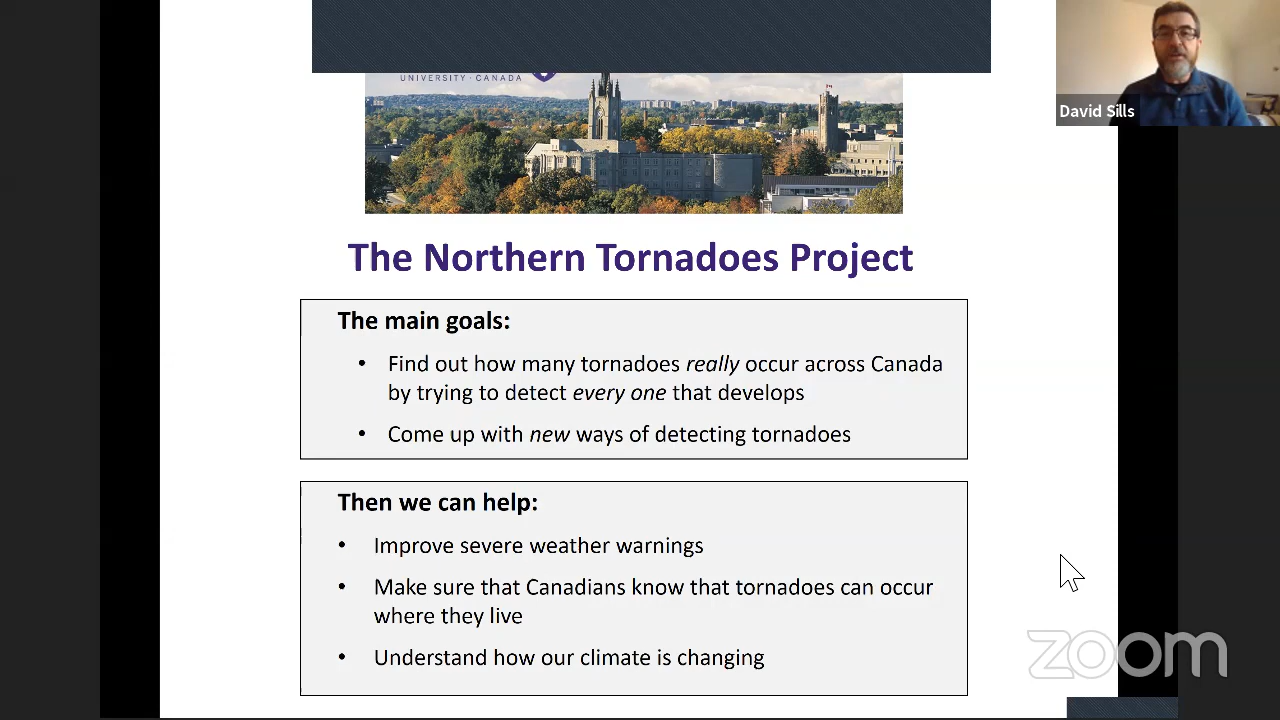 UNIVERSITY · CANADA
David Sills
The Northern Tornadoes Project
The main goals:
• Find out how many tornadoes really occur across Canada
by trying to detect every one that develops
• Come up with new ways of detecting tornadoes
Then we can help:
• Improve severe weather warnings
• Make sure that Canadians know that tornadoes can occur
where they live
• Understand how our climate is changing
zoom